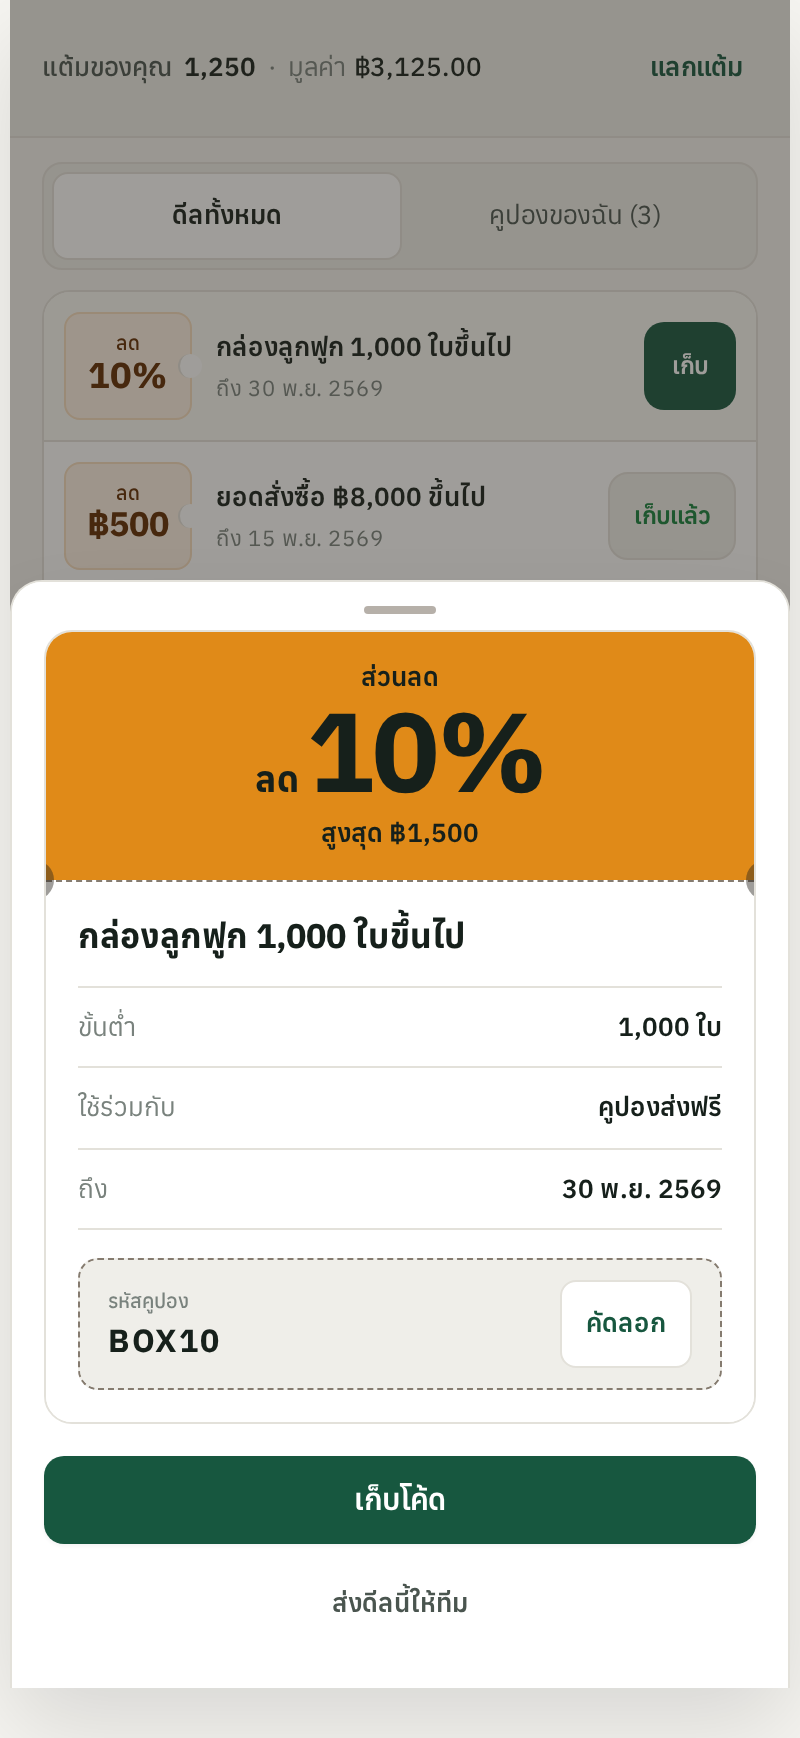 แต้มของคุณ 1,250 · มูลค่า ฿3,125.00 แลกแต้ม
ดีลทั้งหมด คูปองของฉัน (3)
ลด
10%
กล่องลูกฟูก 1,000 ใบขึ้นไป
ถึง 30 พ.ย. 2569
เก็บ
ลด
฿500
ยอดสั่งซื้อ ฿8,000 ขึ้นไป
ถึง 15 พ.ย. 2569
เก็บแล้ว
ส่วนลด
ลด 10%
สูงสุด ฿1,500
กล่องลูกฟูก 1,000 ใบขึ้นไป
ขั้นต่ำ 1,000 ใบ
ใช้ร่วมกับ คูปองส่งฟรี
ถึง 30 พ.ย. 2569
รหัสคูปอง
BOX10
คัดลอก
เก็บโค้ด
ส่งดีลนี้ให้ทีม